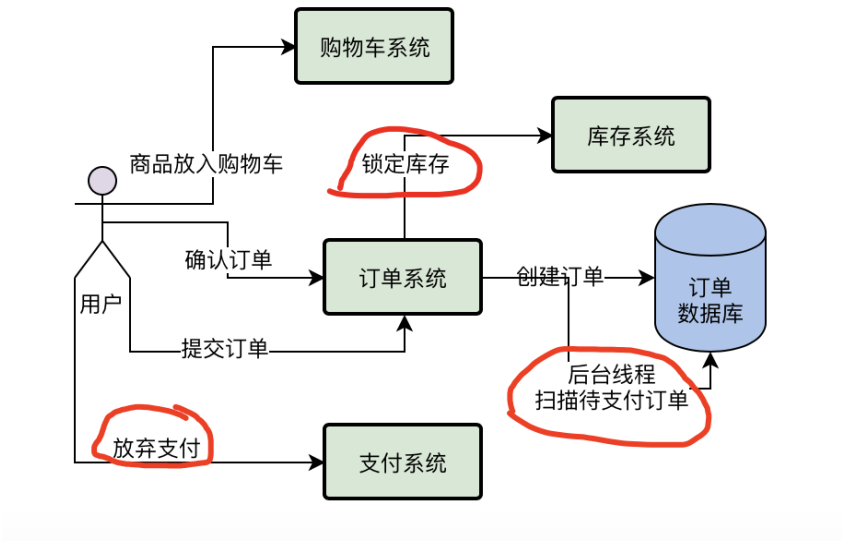 购物车系统
库存系统
商品放入购物车
锁定库存
确认订单
订单系统
创建订单
订单
数据库
用户
提交订单
后台线程
扫描待支付订单
放弃支付
支付系统